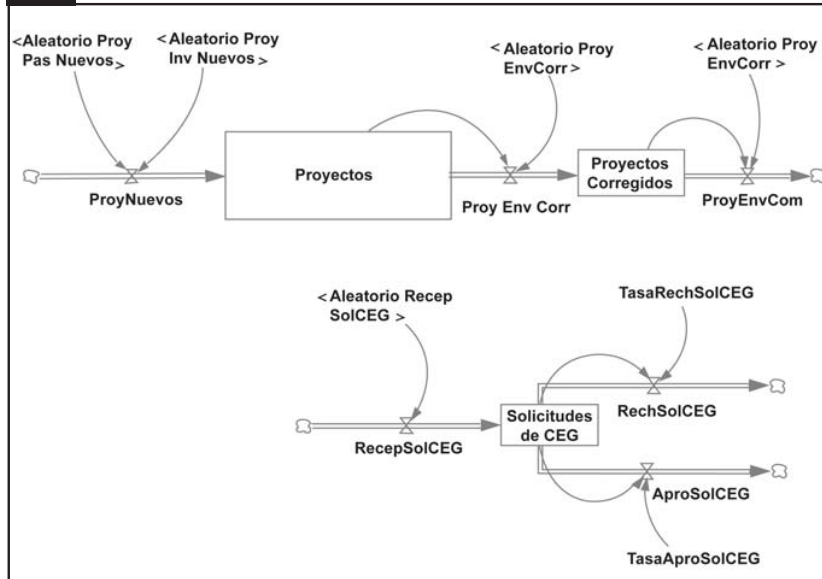 <Aleatorio Proy
Pas Nuevos>
<Aleatorio Proy
Inv Nuevos>
<Aleatorio Proy
EnvCorr>
<Aleatorio Proy
EnvCorr>
Proyectos
Proyectos
Corregidos
ProyNuevos
Proy Env Corr
ProyEnvCom
<Aleatorio Recep
SolCEG >
TasaRechSolCEG
Solicitudes
de CEG
RechSolCEG
RecepSolCEG
AproSolCEG
TasaAproSolCEG